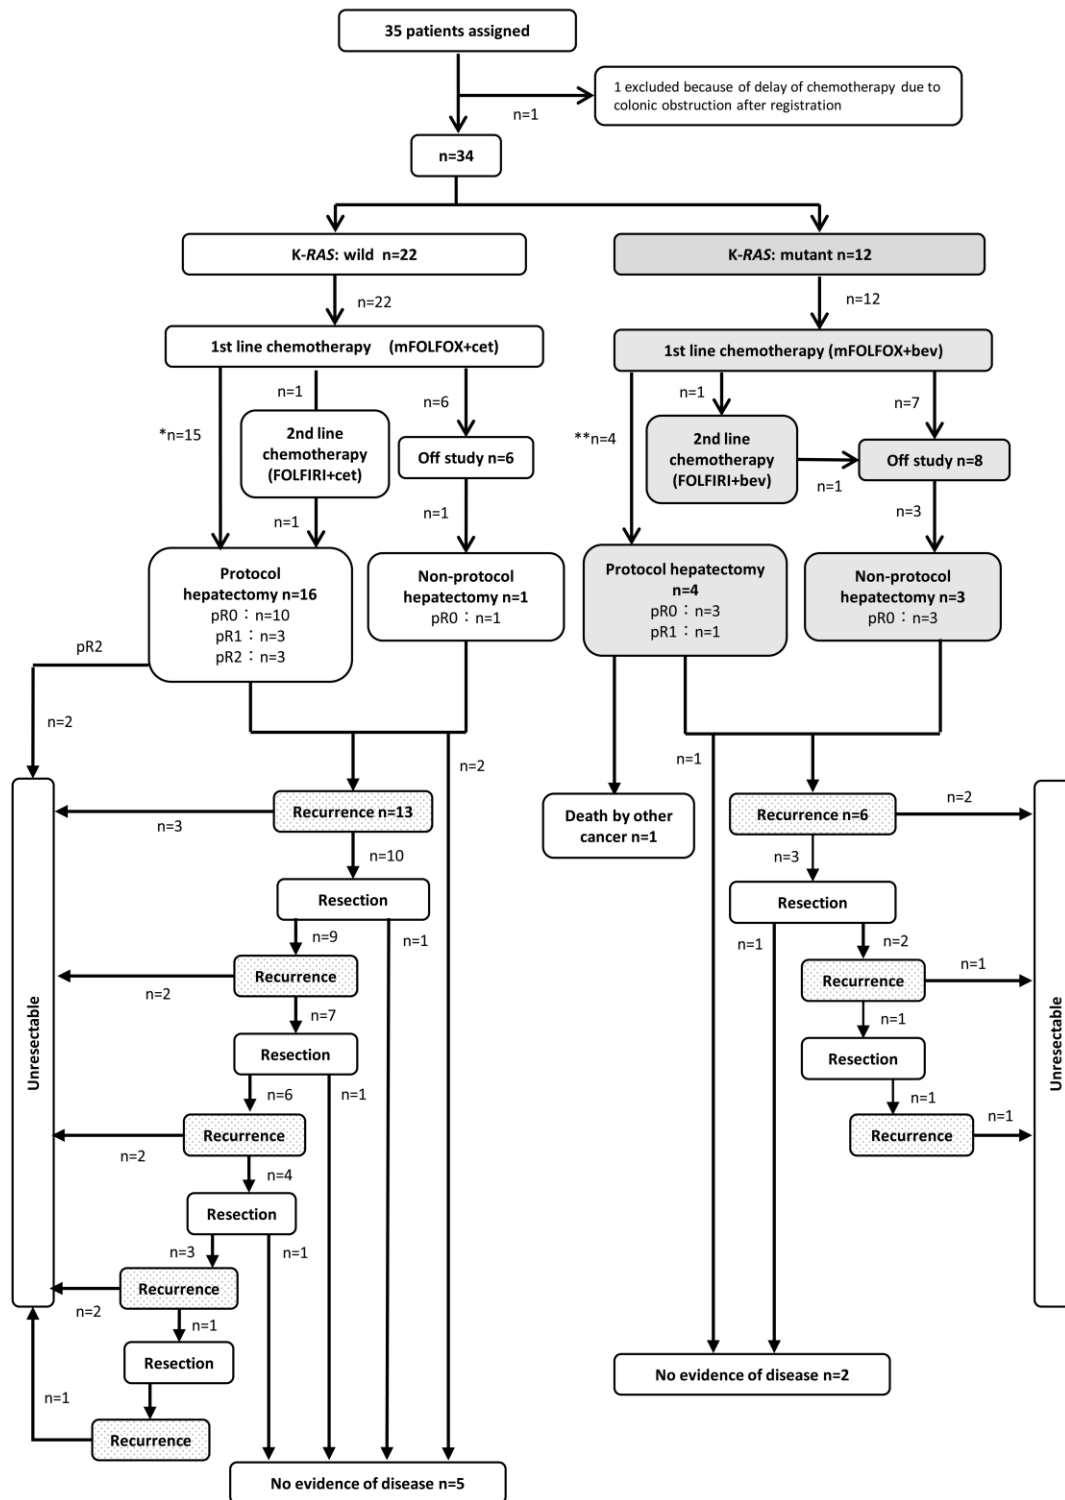 35 patients assigned
1 excluded because of delay of chemotherapy due to
colonic obstruction after registration
n=1
n=34
K-RAS: wild n=22
K-RAS: mutant n=12
n=22
n=12
1st line chemotherapy (mFOLFOX+cet)
1st line chemotherapy (mFOLFOX+bev)
*n=15
n=1
n=6
2nd line
chemotherapy
(FOLFIRI+cet)
Off study n=6
n=1
n=1
**n=4
n=1
n=7
2nd line
chemotherapy
(FOLFIRI+bev)
n=1
Off study n=8
n=3
Protocol
hepatectomy n=16
pR0：n=10
pR1：n=3
pR2：n=3
Non-protocol
hepatectomy n=1
pR0：n=1
Protocol hepatectomy
n=4
pR0：n=3
pR1：n=1
Non-protocol
hepatectomy n=3
pR0：n=3
pR2
n=2
n=2
n=1
Unresectable
Recurrence n=13
n=3
n=10
Resection
n=9
n=1
Recurrence
n=2
n=7
Resection
n=6
n=1
Recurrence
n=2
n=4
Resection
n=3
n=1
Recurrence
n=2
n=1
Resection
n=1
Recurrence
No evidence of disease n=5
Death by other
cancer n=1
Recurrence n=6
n=2
n=3
Resection
n=1
n=2
Recurrence
n=1
n=1
Resection
n=1
Recurrence
n=1
Unresectable
No evidence of disease n=2